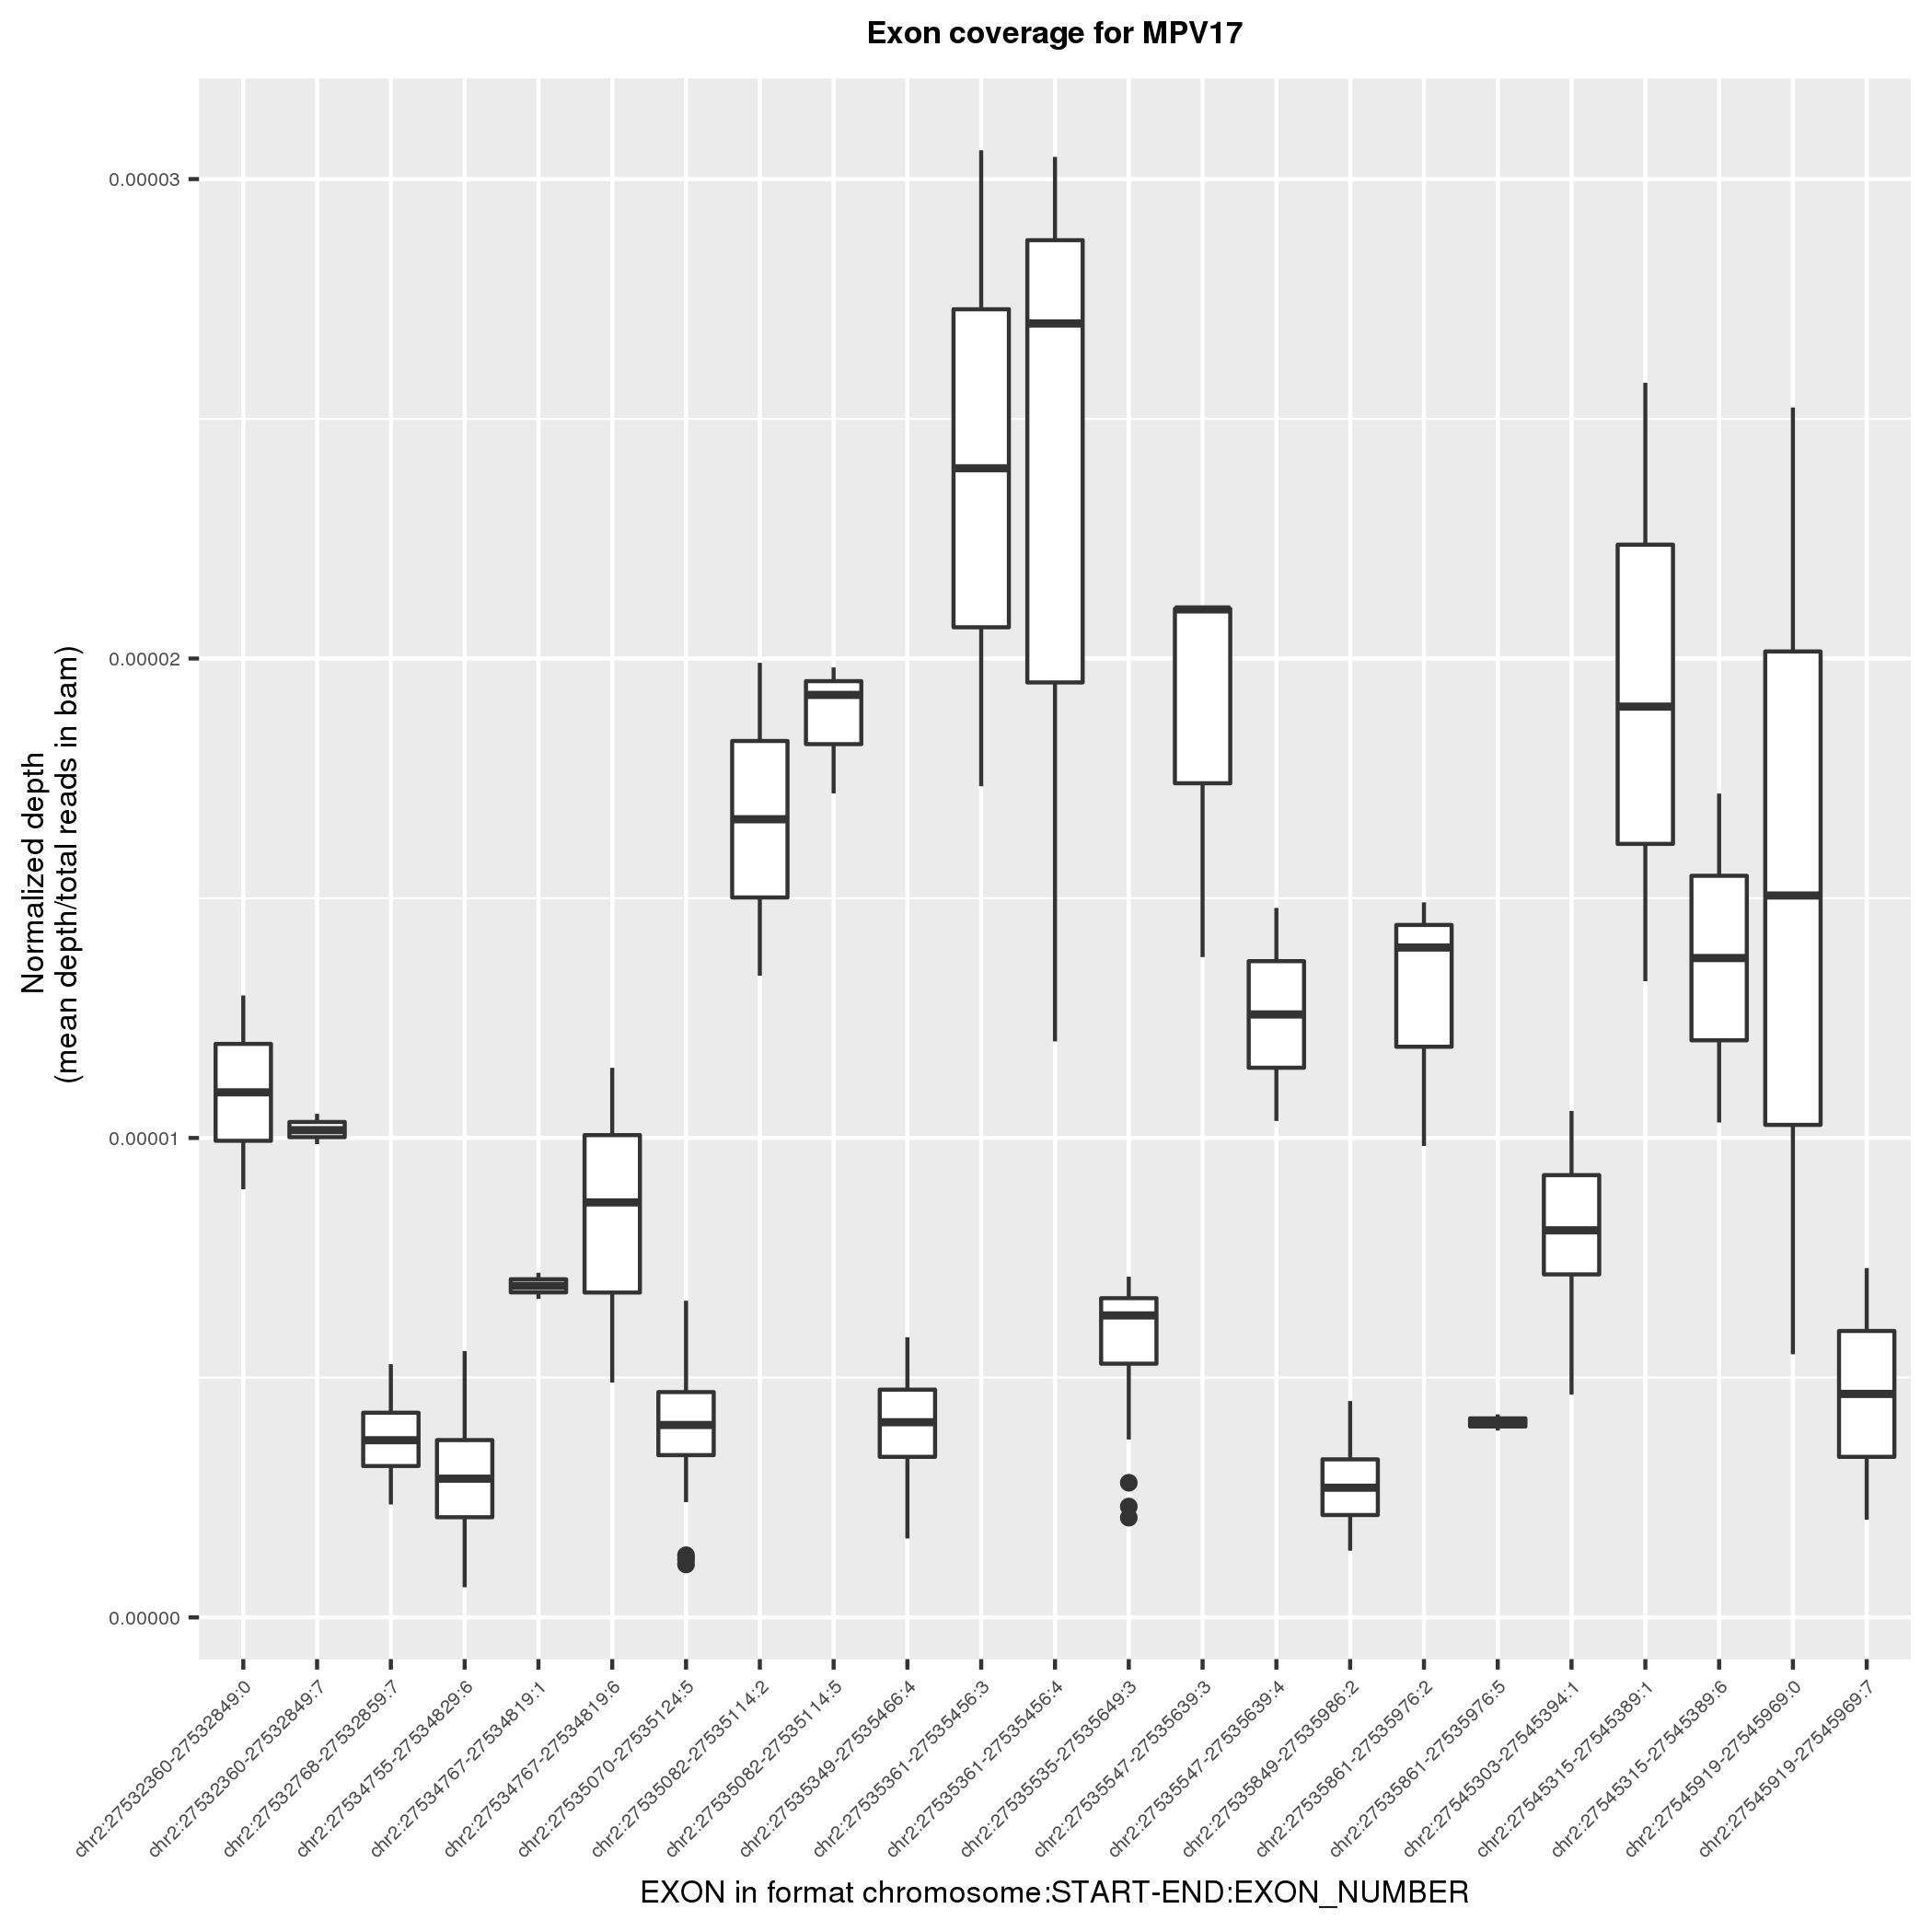 Exon coverage for MPV17
Normalized depth
(mean depth/total reads in bam)
0.00003
0.00002
0.00001
0.00000
chr2:27532360-27532849:0
chr2:27532360-27532849:7
chr2:27532768-27532859:7
chr2:27534755-27534829:6
chr2:27534767-27534819:1
chr2:27534767-27534819:6
chr2:27535070-27535124:5
chr2:27535082-27535114:2
chr2:27535082-27535114:5
chr2:27535349-27535466:4
chr2:27535361-27535456:3
chr2:27535361-27535456:4
chr2:27535535-27535649:3
chr2:27535547-27535639:3
chr2:27535547-27535639:4
chr2:27535849-27535986:2
chr2:27535861-27535976:2
chr2:27535861-27535976:5
chr2:27545303-27545394:1
chr2:27545315-27545389:1
chr2:27545315-27545389:6
chr2:27545919-27545969:0
chr2:27545919-27545969:7
EXON in format chromosome:START-END:EXON_NUMBER